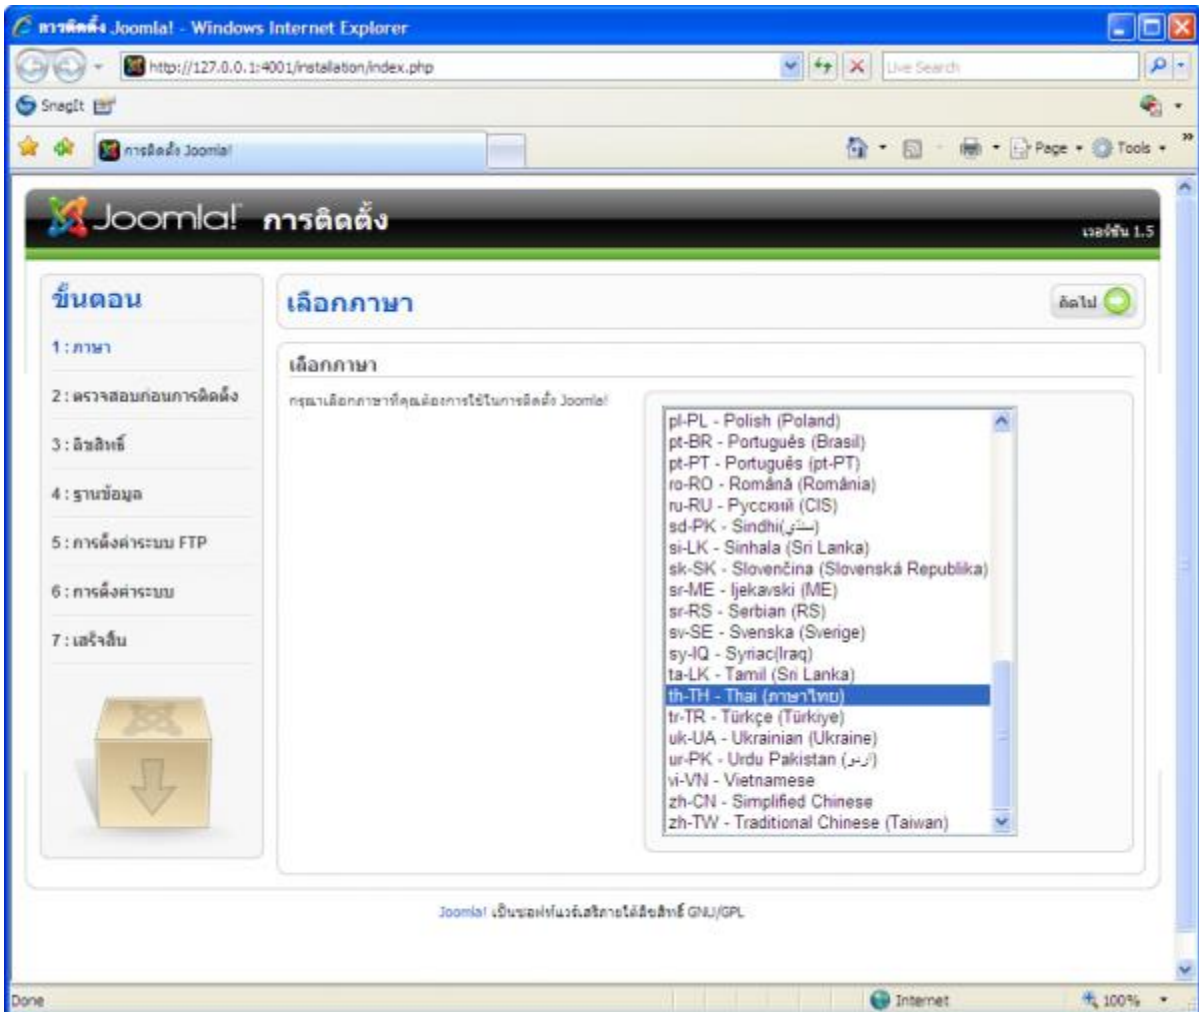 การติดตั้ง Joomla! - Windows Internet Explorer
http://127.0.0.1:4001/installation/index.php
Live Search
SnagIt
การติดตั้ง Joomla!
Page
Tools
Joomla! การติดตั้ง
เวอร์ชัน 1.5
ขั้นตอน
1 : ภาษา
2 : ตรวจสอบก่อนการติดตั้ง
3 : ลิขสิทธิ์
4 : ฐานข้อมูล
5 : การตั้งค่าระบบ FTP
6 : การตั้งค่าระบบ
7 : เสร็จสิ้น
เลือกภาษา
ถัดไป
เลือกภาษา
กรุณาเลือกภาษาที่คุณต้องการใช้ในการติดตั้ง Joomla!
pl-PL - Polish (Poland)
pt-BR - Português (Brasil)
pt-PT - Português (pt-PT)
ro-RO - Română (România)
ru-RU - Русский (CIS)
sd-PK - Sindhi(سنڌي)
si-LK - Sinhala (Sri Lanka)
sk-SK - Slovenčina (Slovenská Republika)
sr-ME - Ijekavski (ME)
sr-RS - Serbian (RS)
sv-SE - Svenska (Sverige)
sy-IQ - Syriac(Iraq)
ta-LK - Tamil (Sri Lanka)
th-TH - Thai (ภาษาไทย)
tr-TR - Türkçe (Türkiye)
uk-UA - Ukrainian (Ukraine)
ur-PK - Urdu Pakistan (اردو)
vi-VN - Vietnamese
zh-CN - Simplified Chinese
zh-TW - Traditional Chinese (Taiwan)
Joomla! เป็นซอฟท์แวร์เสรีภายใต้ลิขสิทธิ์ GNU/GPL
Done
Internet
100%